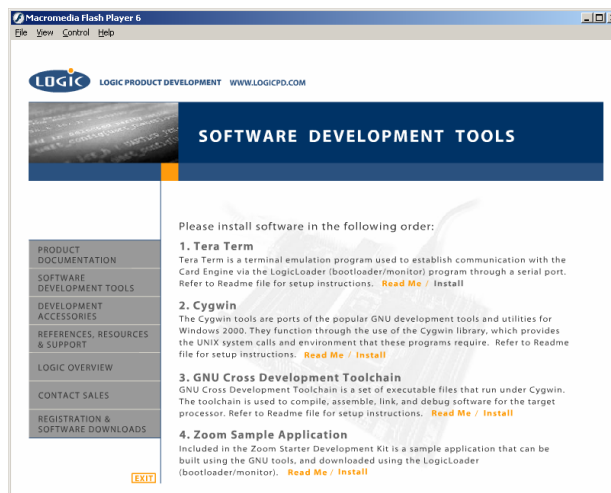 Macromedia Flash Player 6
File View Control Help
LOGIC LOGIC PRODUCT DEVELOPMENT WWW.LOGICPD.COM
SOFTWARE DEVELOPMENT TOOLS
Please install software in the following order:
1. Tera Term
Tera Term is a terminal emulation program used to establish communication with the
Card Engine via the LogicLoader (bootloader/monitor) program through a serial port.
Refer to Readme file for setup instructions. Read Me / Install
2. Cygwin
The Cygwin tools are ports of the popular GNU development tools and utilities for
Windows 2000. They function through the use of the Cygwin library, which provides
the UNIX system calls and environment that these programs require. Refer to Readme
file for setup instructions. Read Me / Install
3. GNU Cross Development Toolchain
GNU Cross Development Toolchain is a set of executable files that run under Cygwin.
The toolchain is used to compile, assemble, link, and debug software for the target
processor. Refer to Readme file for setup instructions. Read Me / Install
4. Zoom Sample Application
Included in the Zoom Starter Development Kit is a sample application that can be
built using the GNU tools, and downloaded using the LogicLoader
(bootloader/monitor). Read Me / Install
PRODUCT
DOCUMENTATION
SOFTWARE
DEVELOPMENT TOOLS
DEVELOPMENT
ACCESSORIES
REFERENCES, RESOURCES
& SUPPORT
LOGIC OVERVIEW
CONTACT SALES
REGISTRATION &
SOFTWARE DOWNLOADS
EXIT